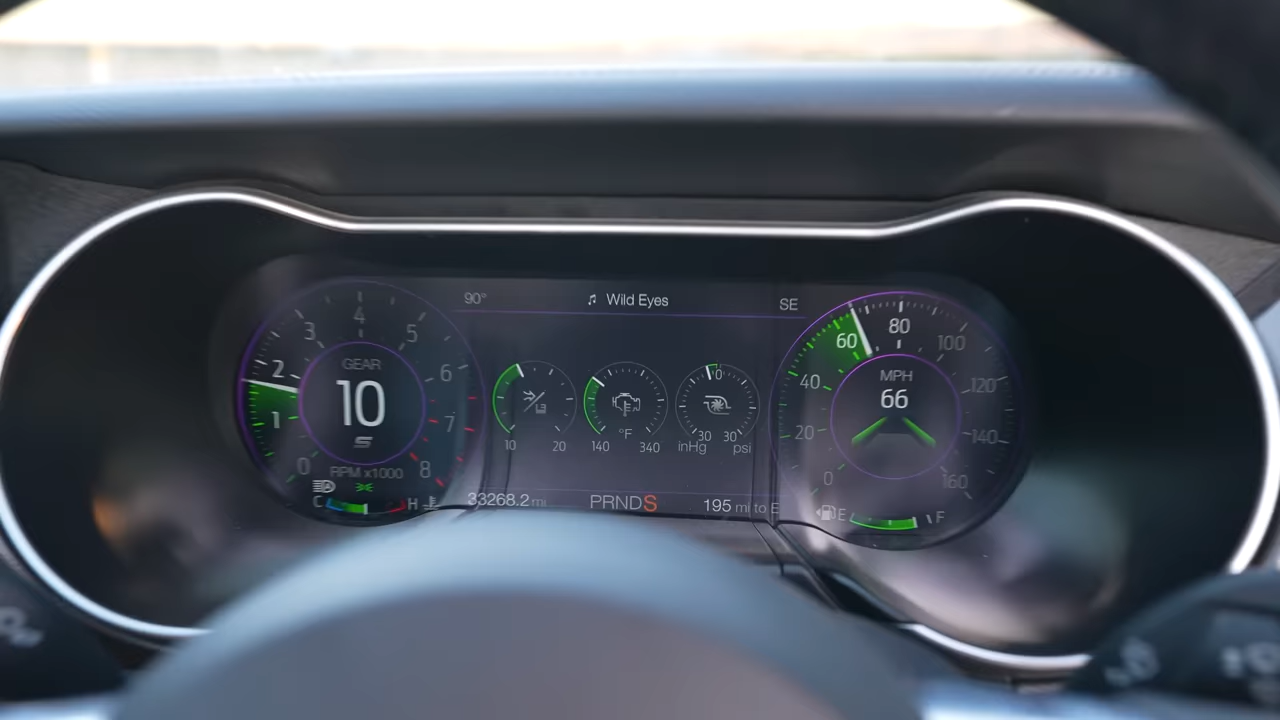 90°
Wild Eyes
SE
0
1
2
3
4
5
6
7
8
GEAR
10
S
RPM x1000
C
H
10
20
°F
140
340
0
30
30
inHg
psi
0
20
40
60
80
100
120
140
160
MPH
66
33268.2 mi
PRNDS
195 mi to E
E
F